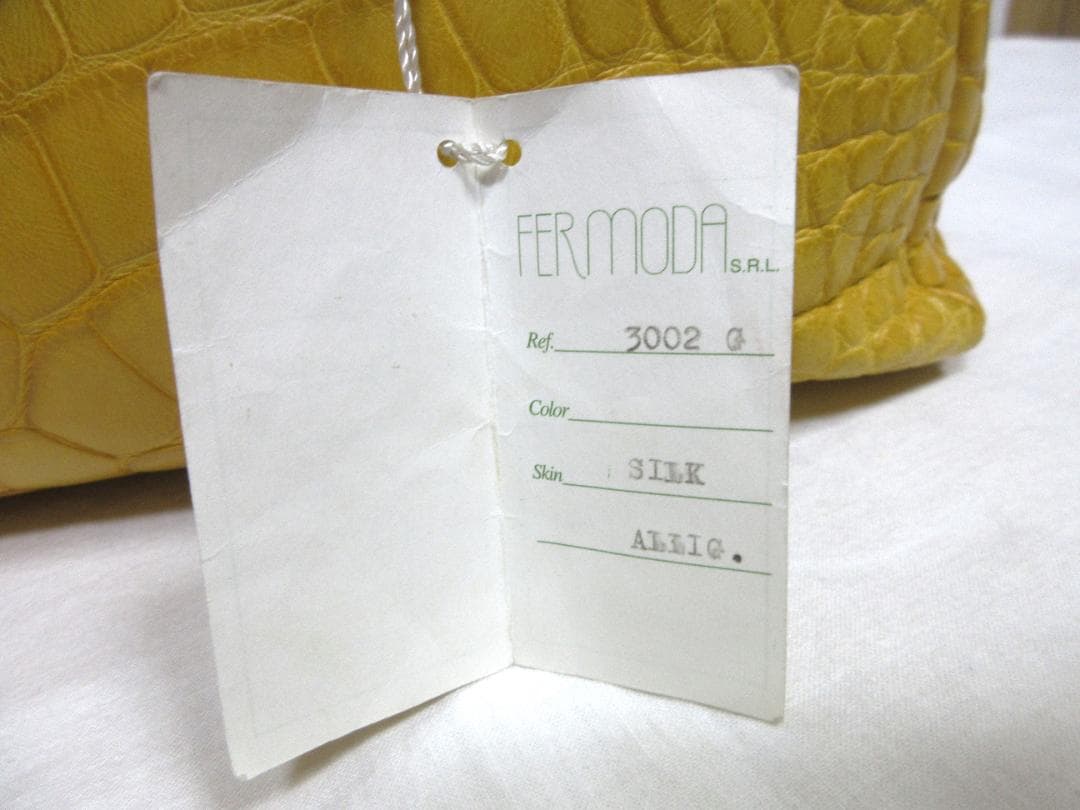 FERMODA S.R.L.
Ref. 3002 G
Color
Skin SILK
ALLIG.